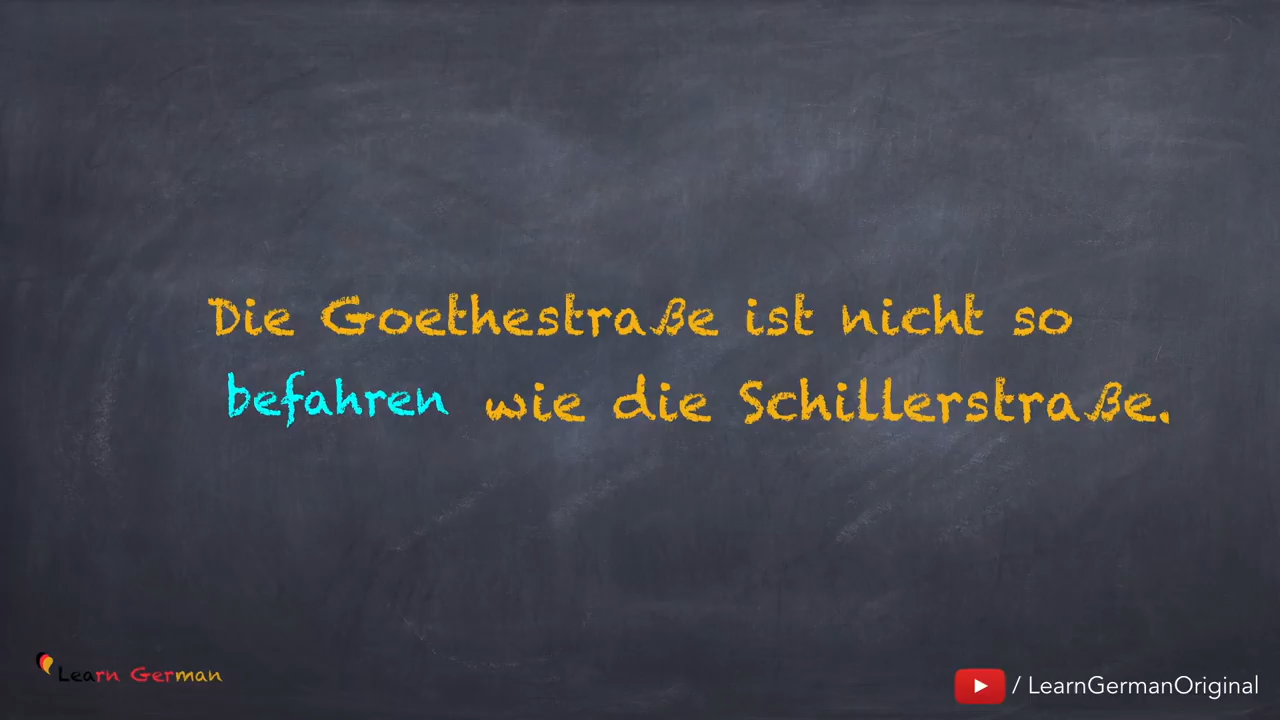 Die Goethestraße ist nicht so
befahren wie die Schillerstraße.
Learn German
/ LearnGermanOriginal